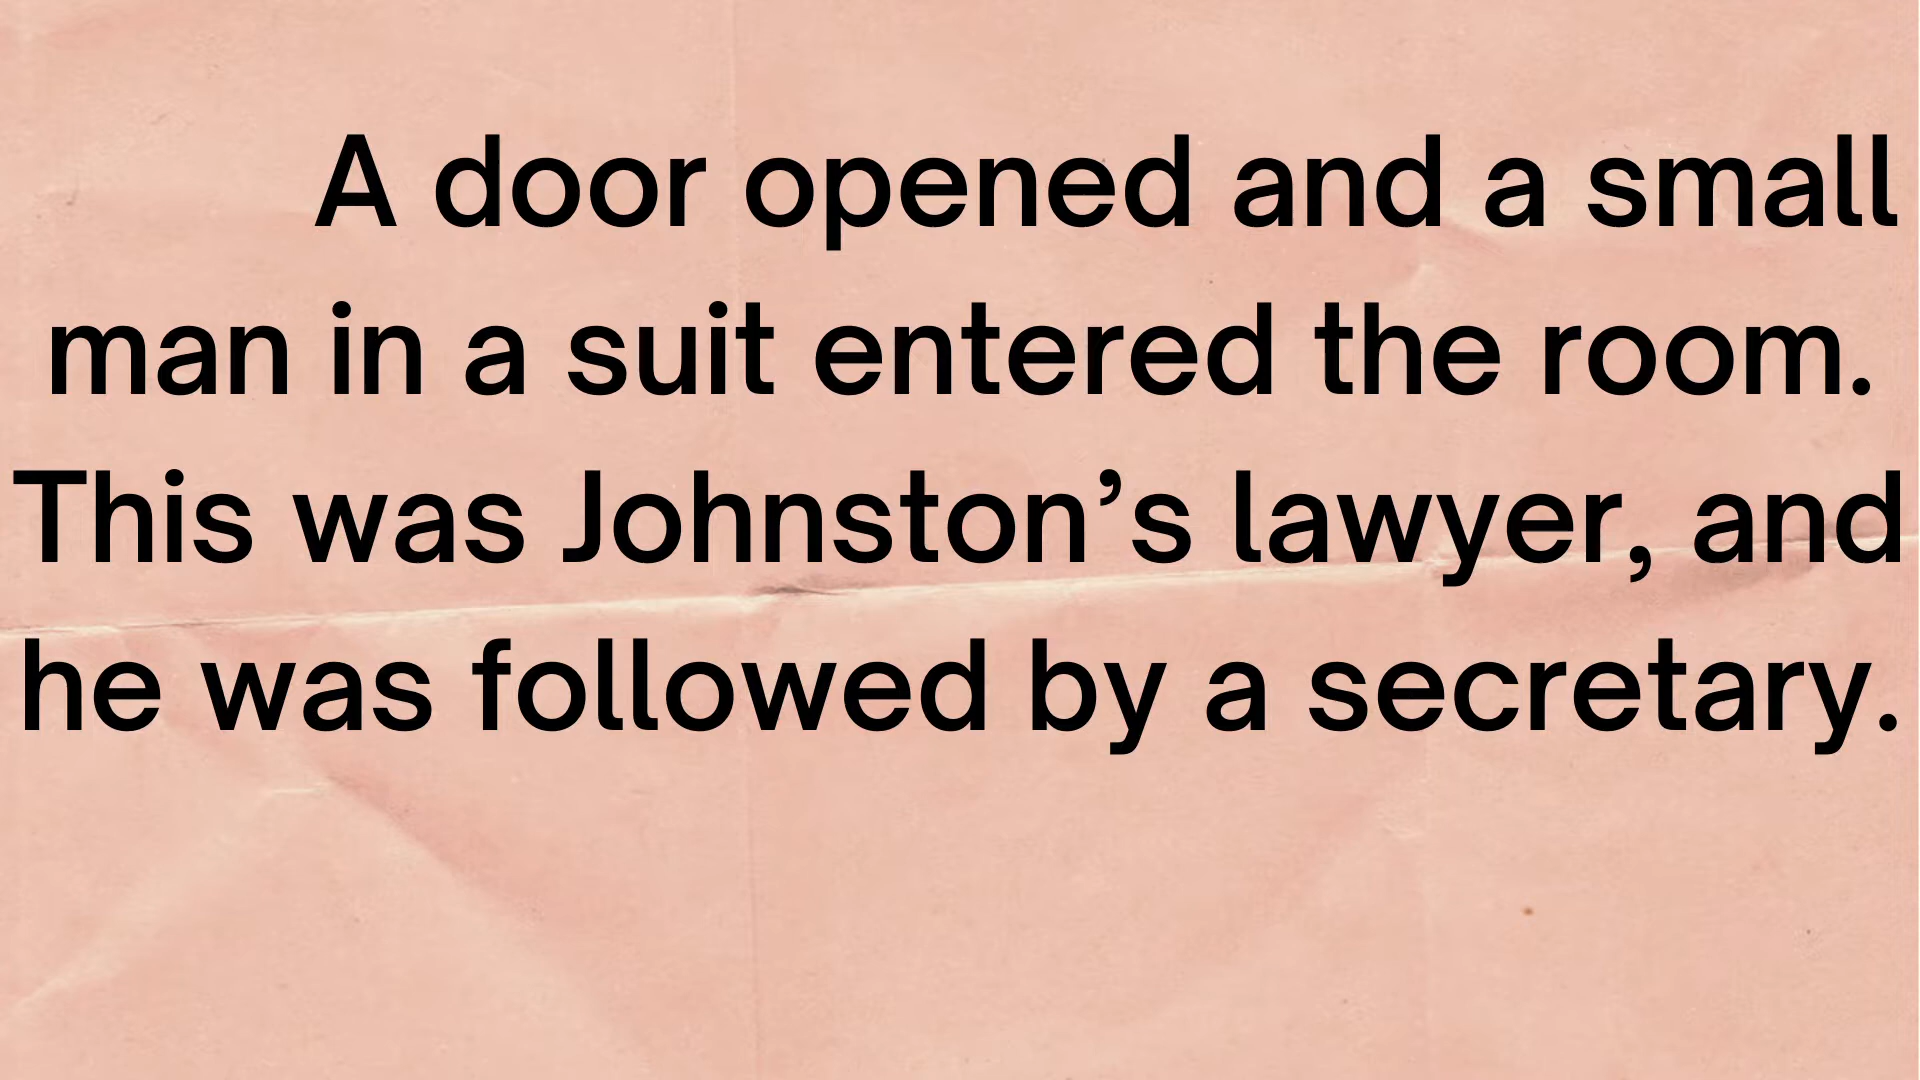 A door opened and a small
man in a suit entered the room.
This was Johnston’s lawyer, and
he was followed by a secretary.